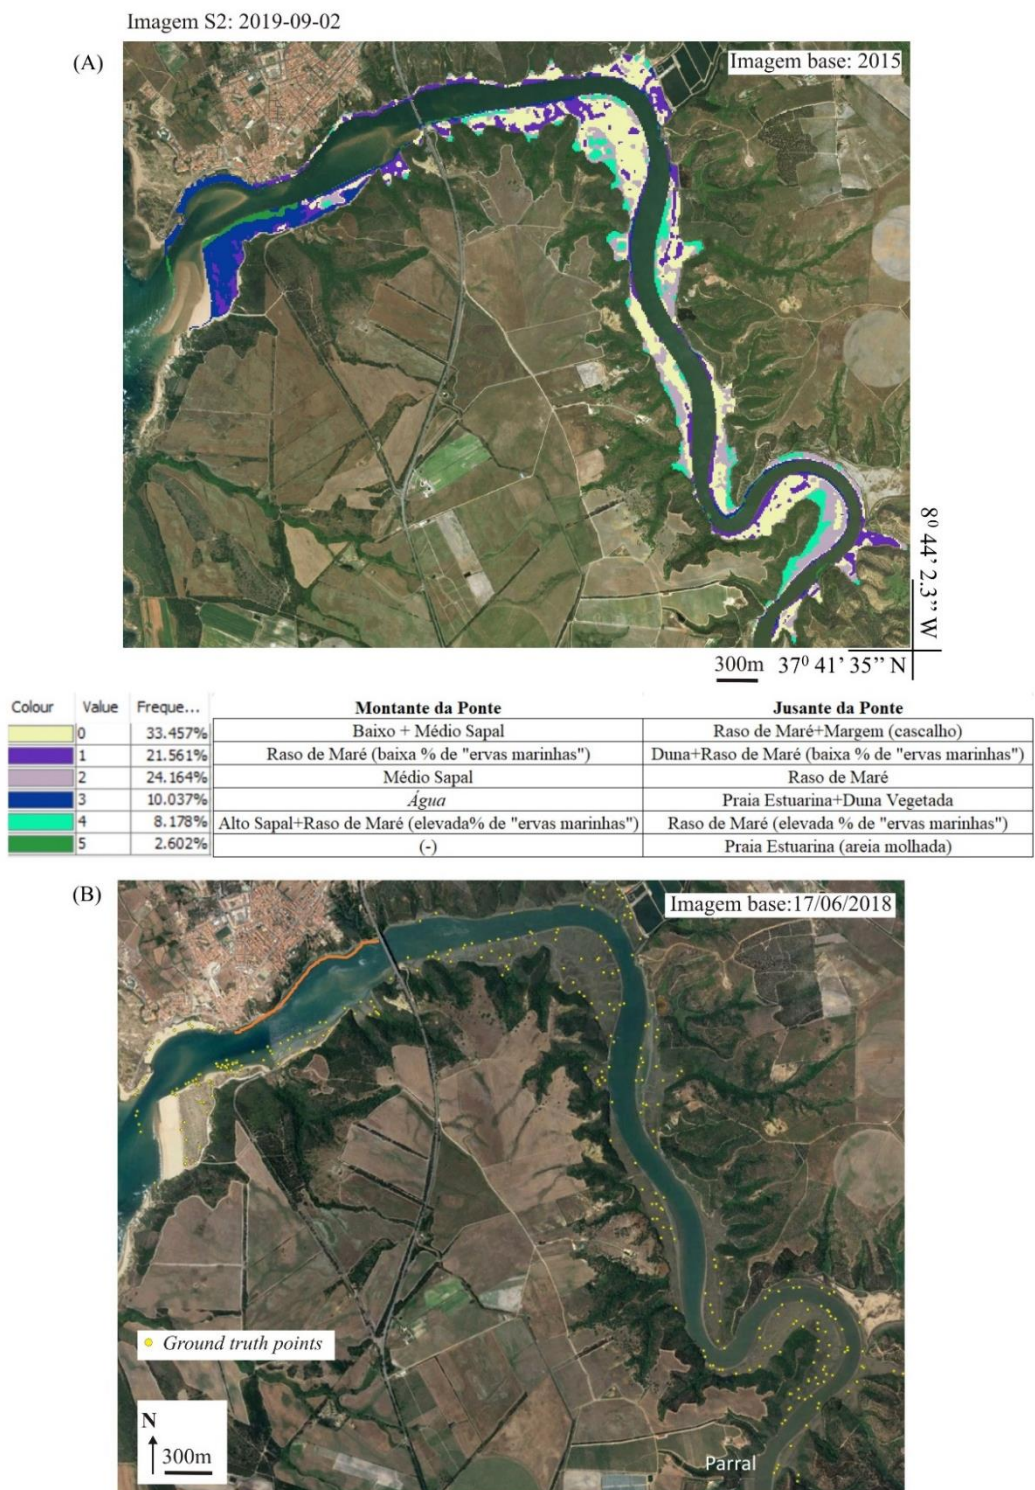 Imagem S2: 2019-09-02
(A)
Imagem base: 2015
8⁰ 44’ 2.3’’ W
300m 37⁰ 41’ 35’’ N
Colour Value Freque... Montante da Ponte Jusante da Ponte
0 33.457% Baixo + Médio Sapal Raso de Maré+Margem (cascalho)
1 21.561% Raso de Maré (baixa % de "ervas marinhas") Duna+Raso de Maré (baixa % de "ervas marinhas")
2 24.164% Médio Sapal Raso de Maré
3 10.037% Água Praia Estuarina+Duna Vegetada
4 8.178% Alto Sapal+Raso de Maré (elevada% de "ervas marinhas") Raso de Maré (elevada % de "ervas marinhas")
5 2.602% (-) Praia Estuarina (areia molhada)
(B)
Imagem base:17/06/2018
Ground truth points
N
300m
Parral